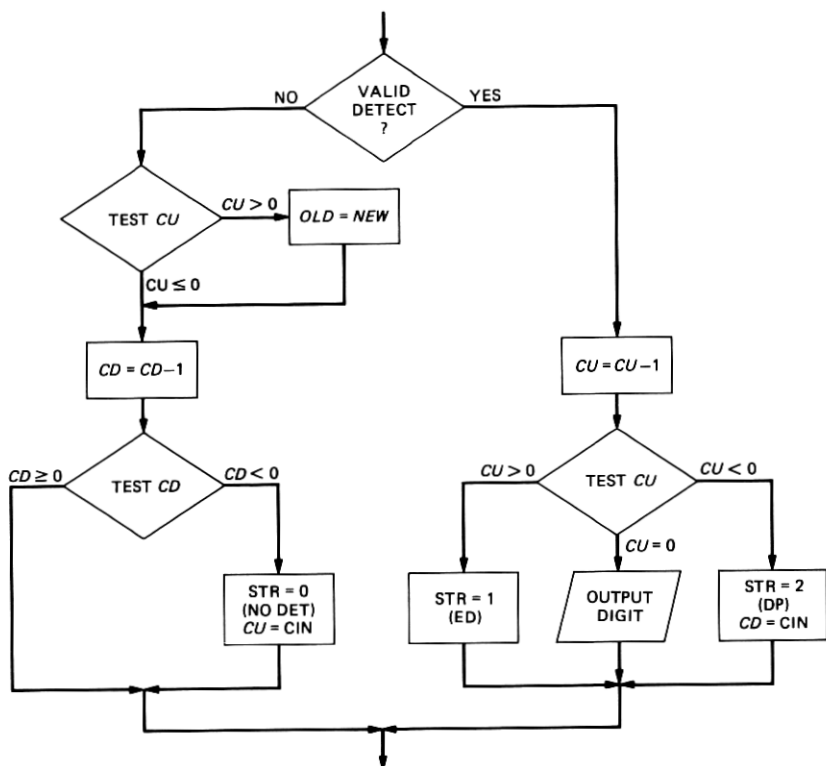 VALID
DETECT
?
NO
YES
TEST CU
CU > 0
OLD = NEW
CU ≤ 0
CD = CD−1
CU = CU−1
TEST CD
CD ≥ 0
CD < 0
TEST CU
CU > 0
CU < 0
CU = 0
STR = 0
(NO DET)
CU = CIN
STR = 1
(ED)
OUTPUT
DIGIT
STR = 2
(DP)
CD = CIN